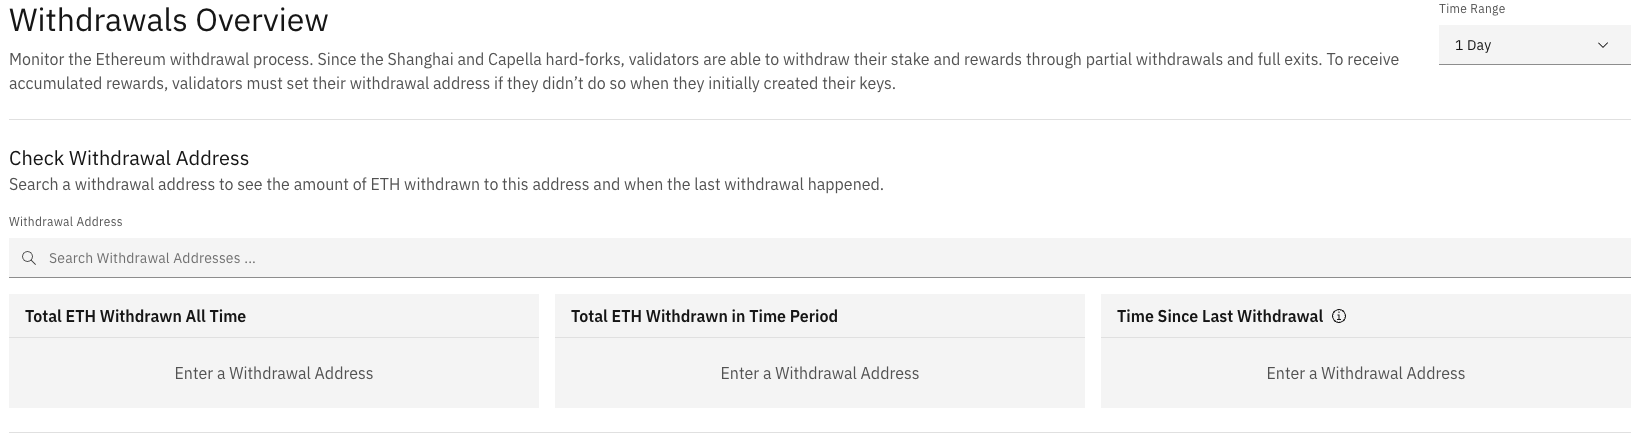 Withdrawals Overview
Time Range
1 Day
Monitor the Ethereum withdrawal process. Since the Shanghai and Capella hard-forks, validators are able to withdraw their stake and rewards through partial withdrawals and full exits. To receive
accumulated rewards, validators must set their withdrawal address if they didn’t do so when they initially created their keys.
Check Withdrawal Address
Search a withdrawal address to see the amount of ETH withdrawn to this address and when the last withdrawal happened.
Withdrawal Address
Search Withdrawal Addresses ...
Total ETH Withdrawn All Time
Enter a Withdrawal Address
Total ETH Withdrawn in Time Period
Enter a Withdrawal Address
Time Since Last Withdrawal
Enter a Withdrawal Address